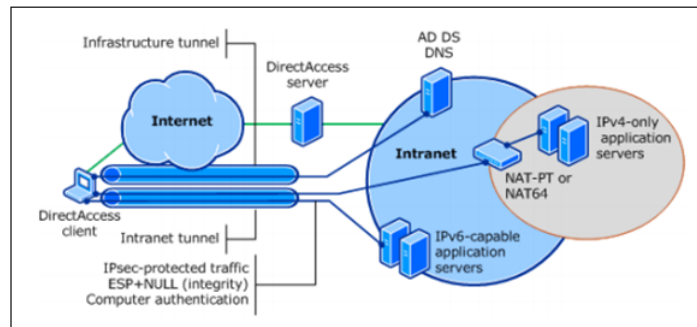 Infrastructure tunnel
AD DS
DNS
DirectAccess
server
Internet
IPv4-only
application
servers
Intranet
NAT-PT or
NAT64
DirectAccess
client
Intranet tunnel
IPv6-capable
application
servers
IPsec-protected traffic
ESP+NULL (integrity)
Computer authentication